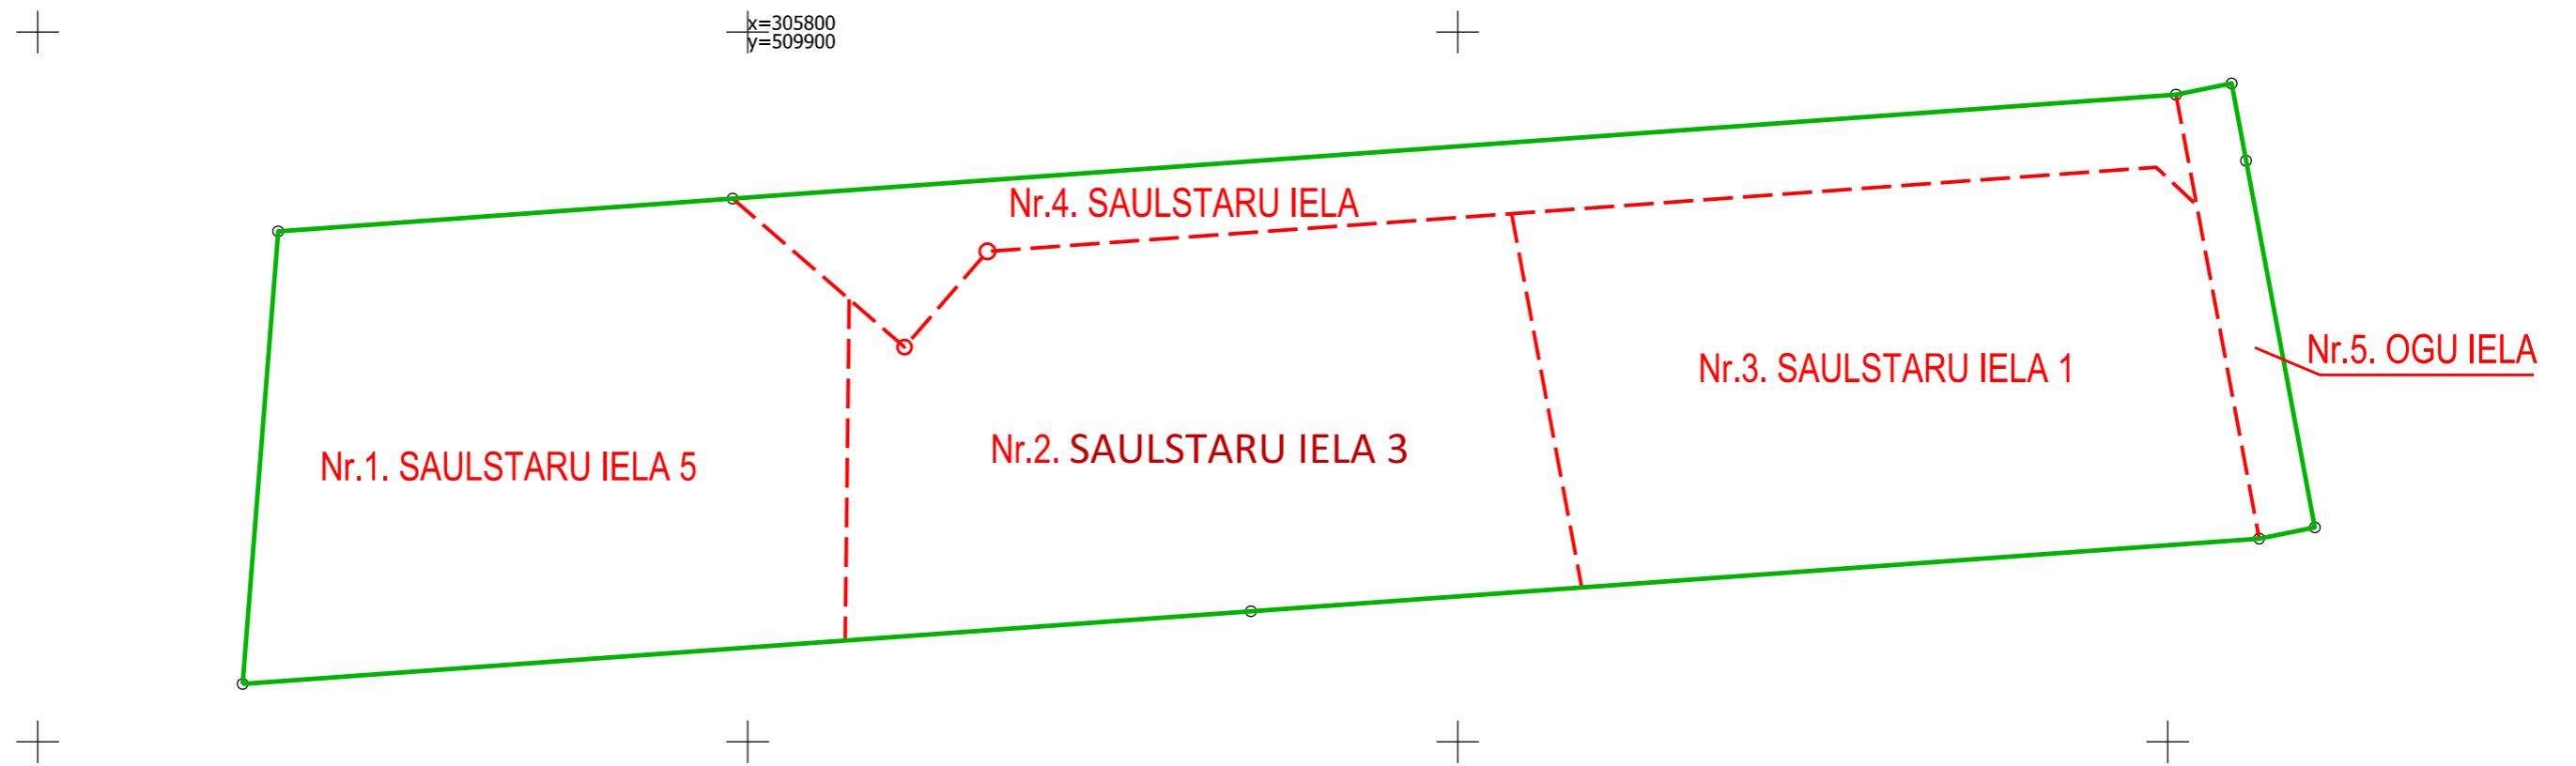 x=305800
y=509900
Nr.4. SAULSTARU IELA
Nr.5. OGU IELA
Nr.3. SAULSTARU IELA 1
Nr.2. SAULSTARU IELA 3
Nr.1. SAULSTARU IELA 5